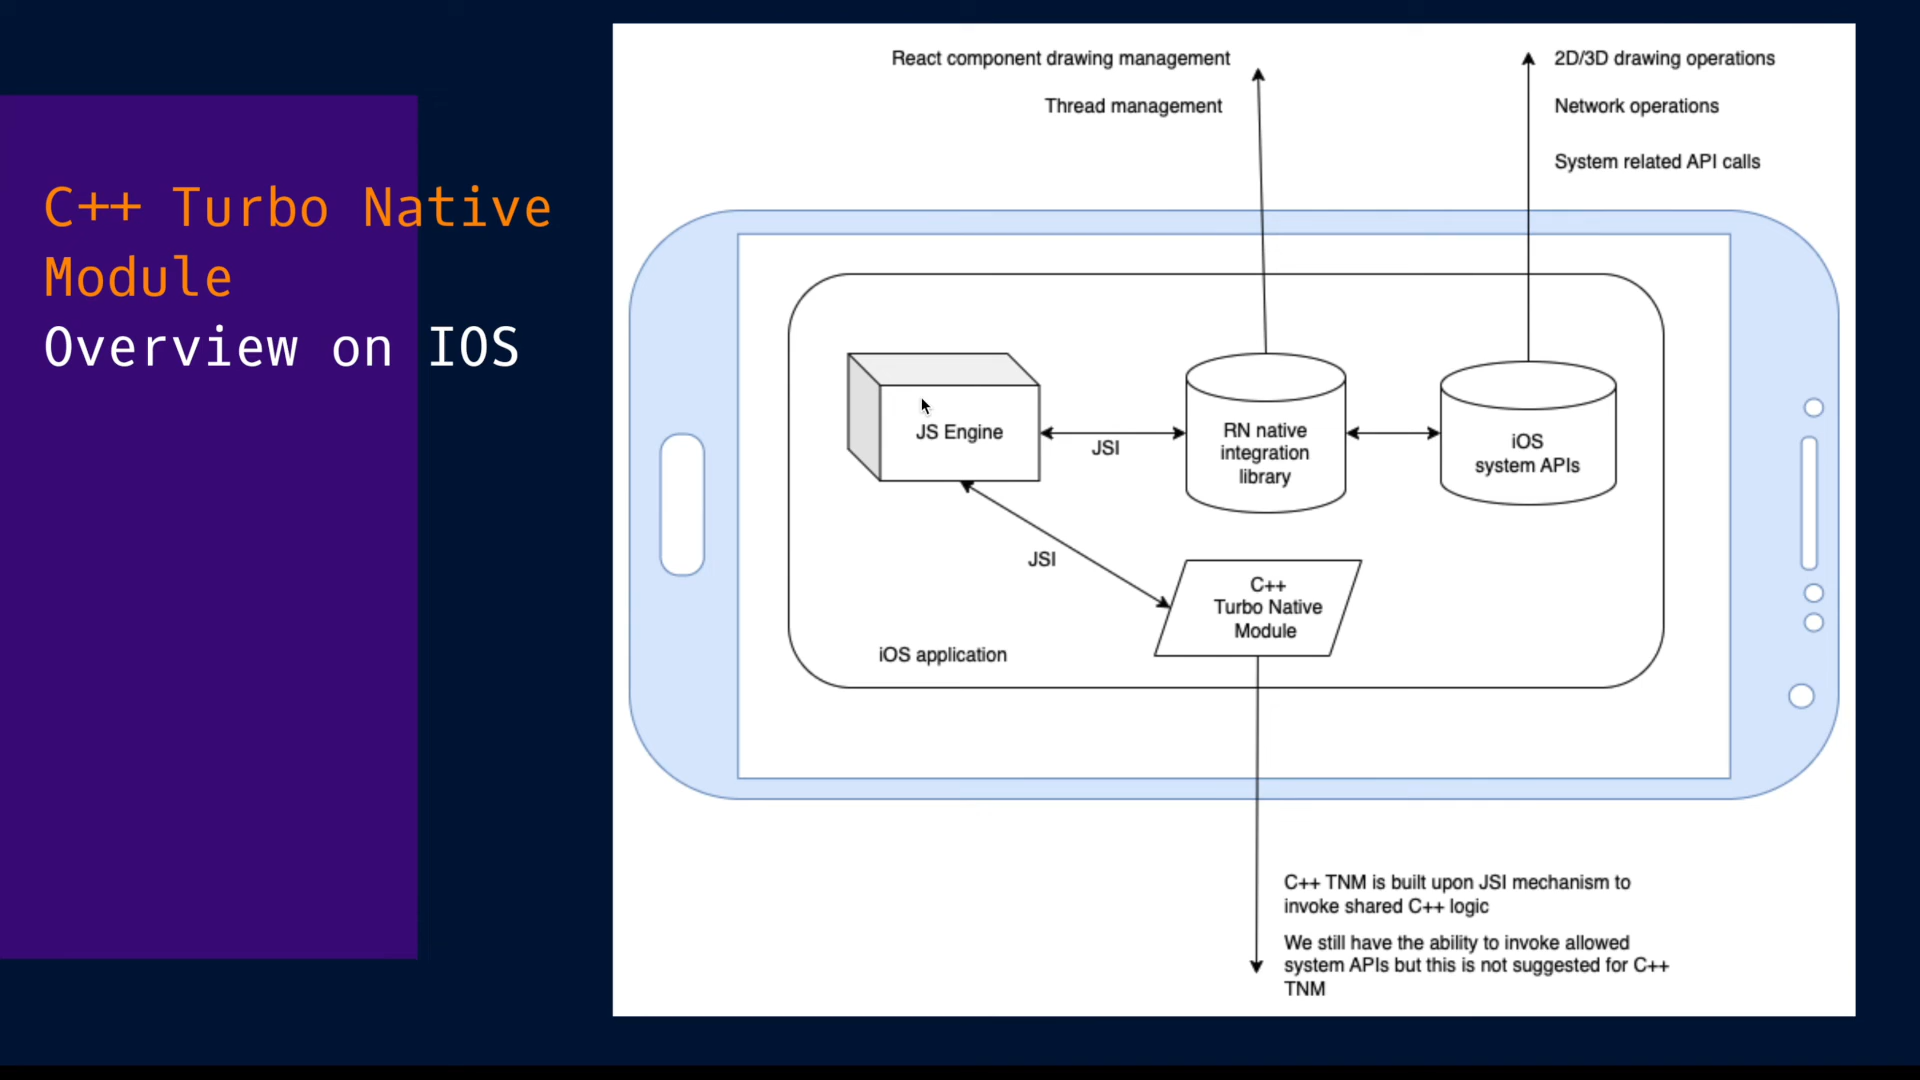 C++ Turbo Native
Module
Overview on IOS
React component drawing management
Thread management
2D/3D drawing operations
Network operations
System related API calls
JS Engine
JSI
RN native
integration
library
iOS
system APIs
JSI
C++
Turbo Native
Module
iOS application
C++ TNM is built upon JSI mechanism to
invoke shared C++ logic
We still have the ability to invoke allowed
system APIs but this is not suggested for C++
TNM